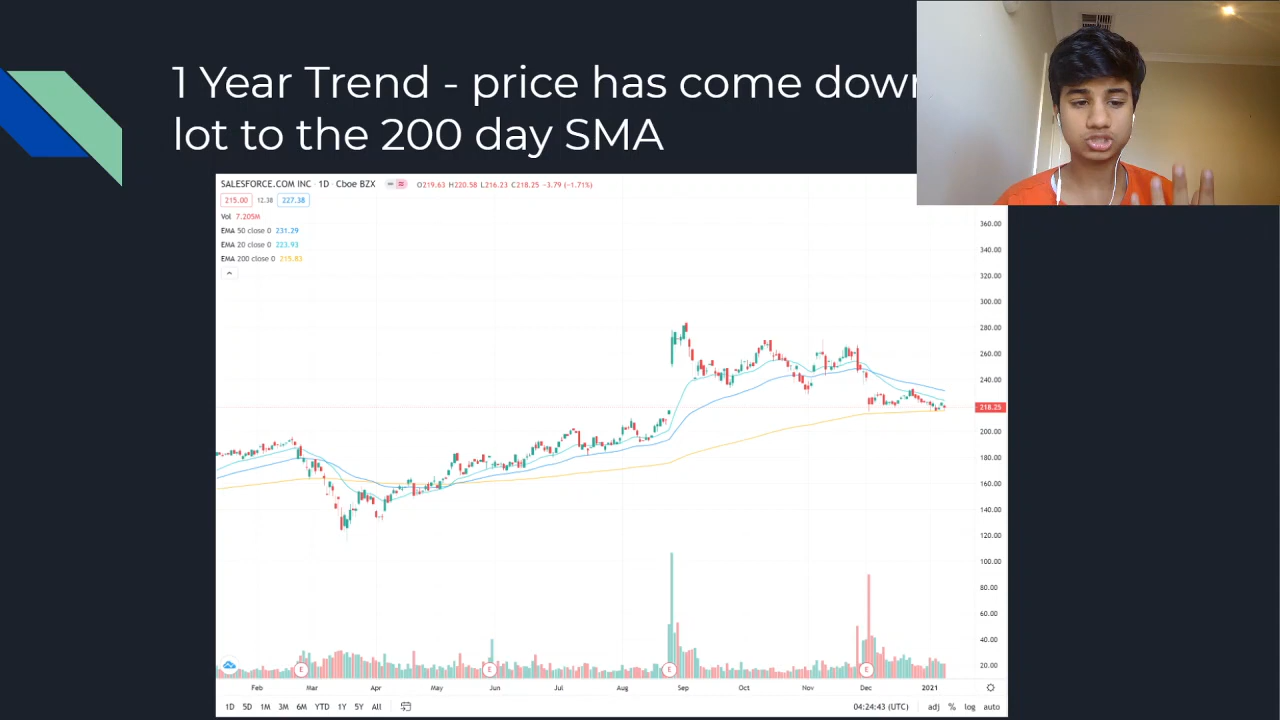 1 Year Trend - price has come down
lot to the 200 day SMA
SALESFORCE.COM INC · 1D · Cboe BZX O219.63 H220.58 L216.23 C218.25 −3.79 (−1.71%)
215.00 12.38 227.38
Vol 7.205M
EMA 50 close 0 231.29
EMA 20 close 0 223.93
EMA 200 close 0 215.83
360.00
340.00
320.00
300.00
280.00
260.00
240.00
218.25
200.00
180.00
160.00
140.00
120.00
100.00
80.00
60.00
40.00
20.00
E E E E
Feb Mar Apr May Jun Jul Aug Sep Oct Nov Dec 2021
1D 5D 1M 3M 6M YTD 1Y 5Y All 04:24:43 (UTC) adj % log auto